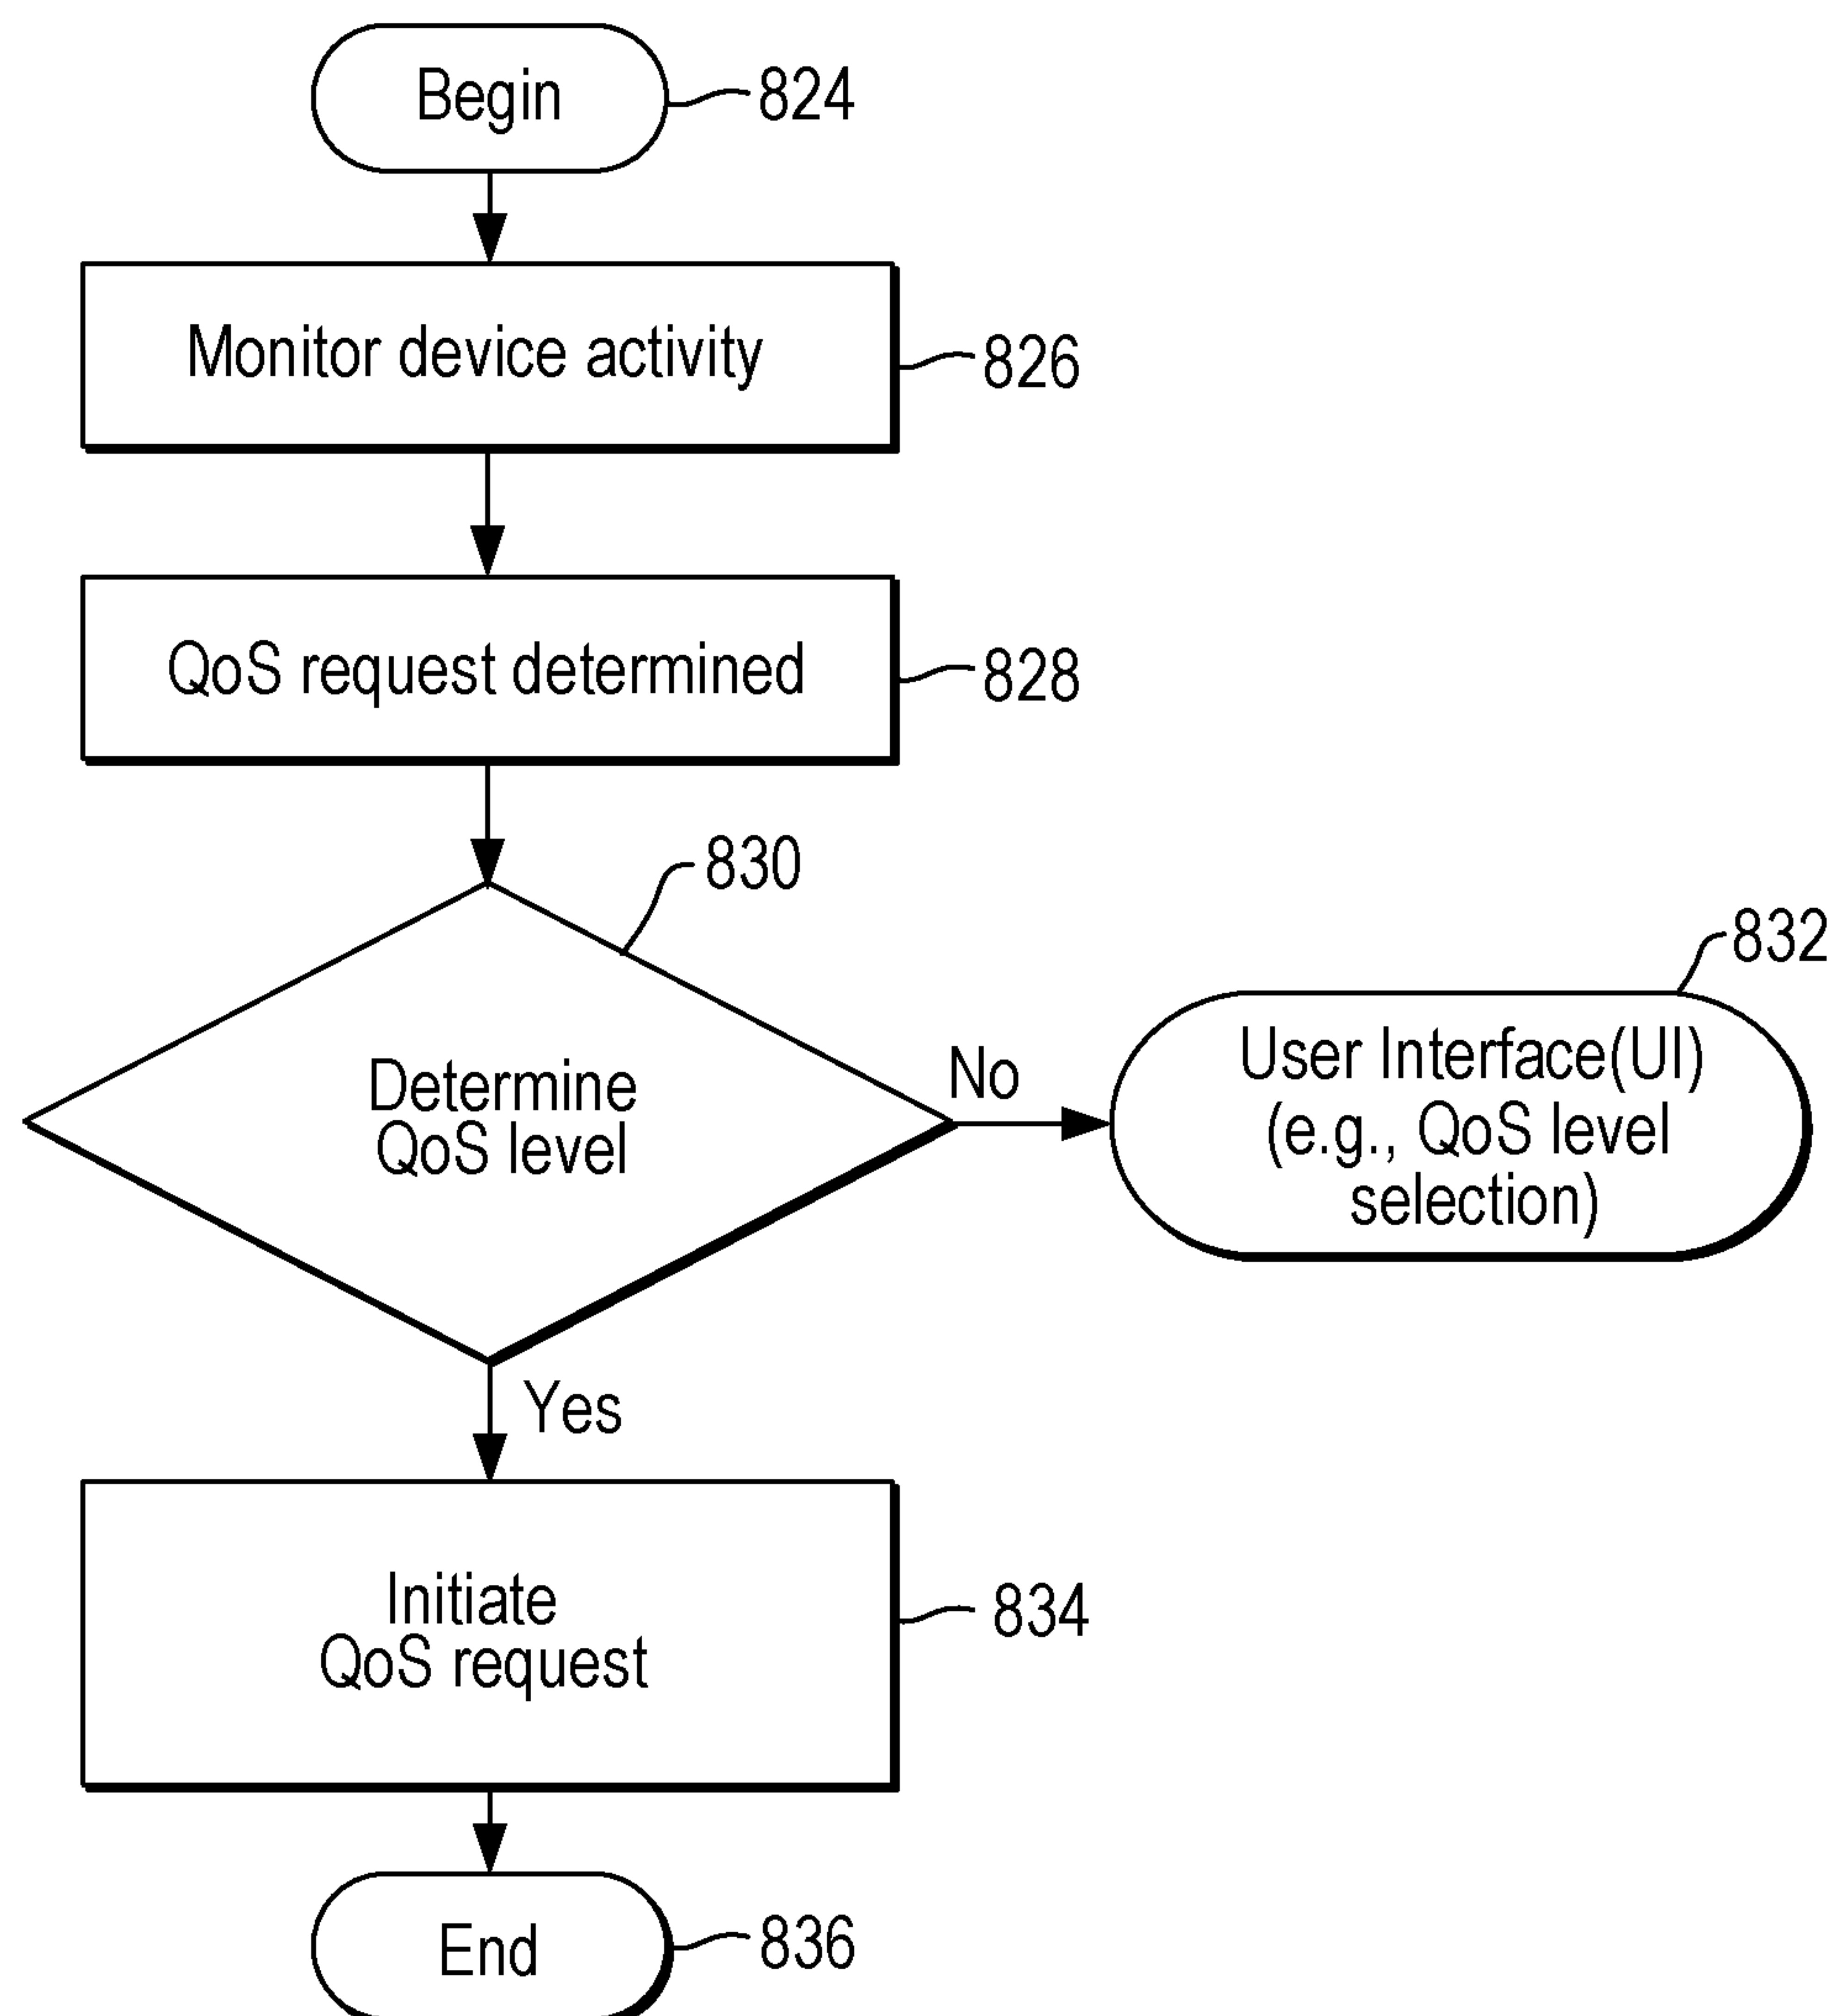 Begin
824
Monitor device activity
826
QoS request determined
828
830
Determine
QoS level
No
832
User Interface(UI)
(e.g., QoS level
selection)
Yes
Initiate
QoS request
834
End
836